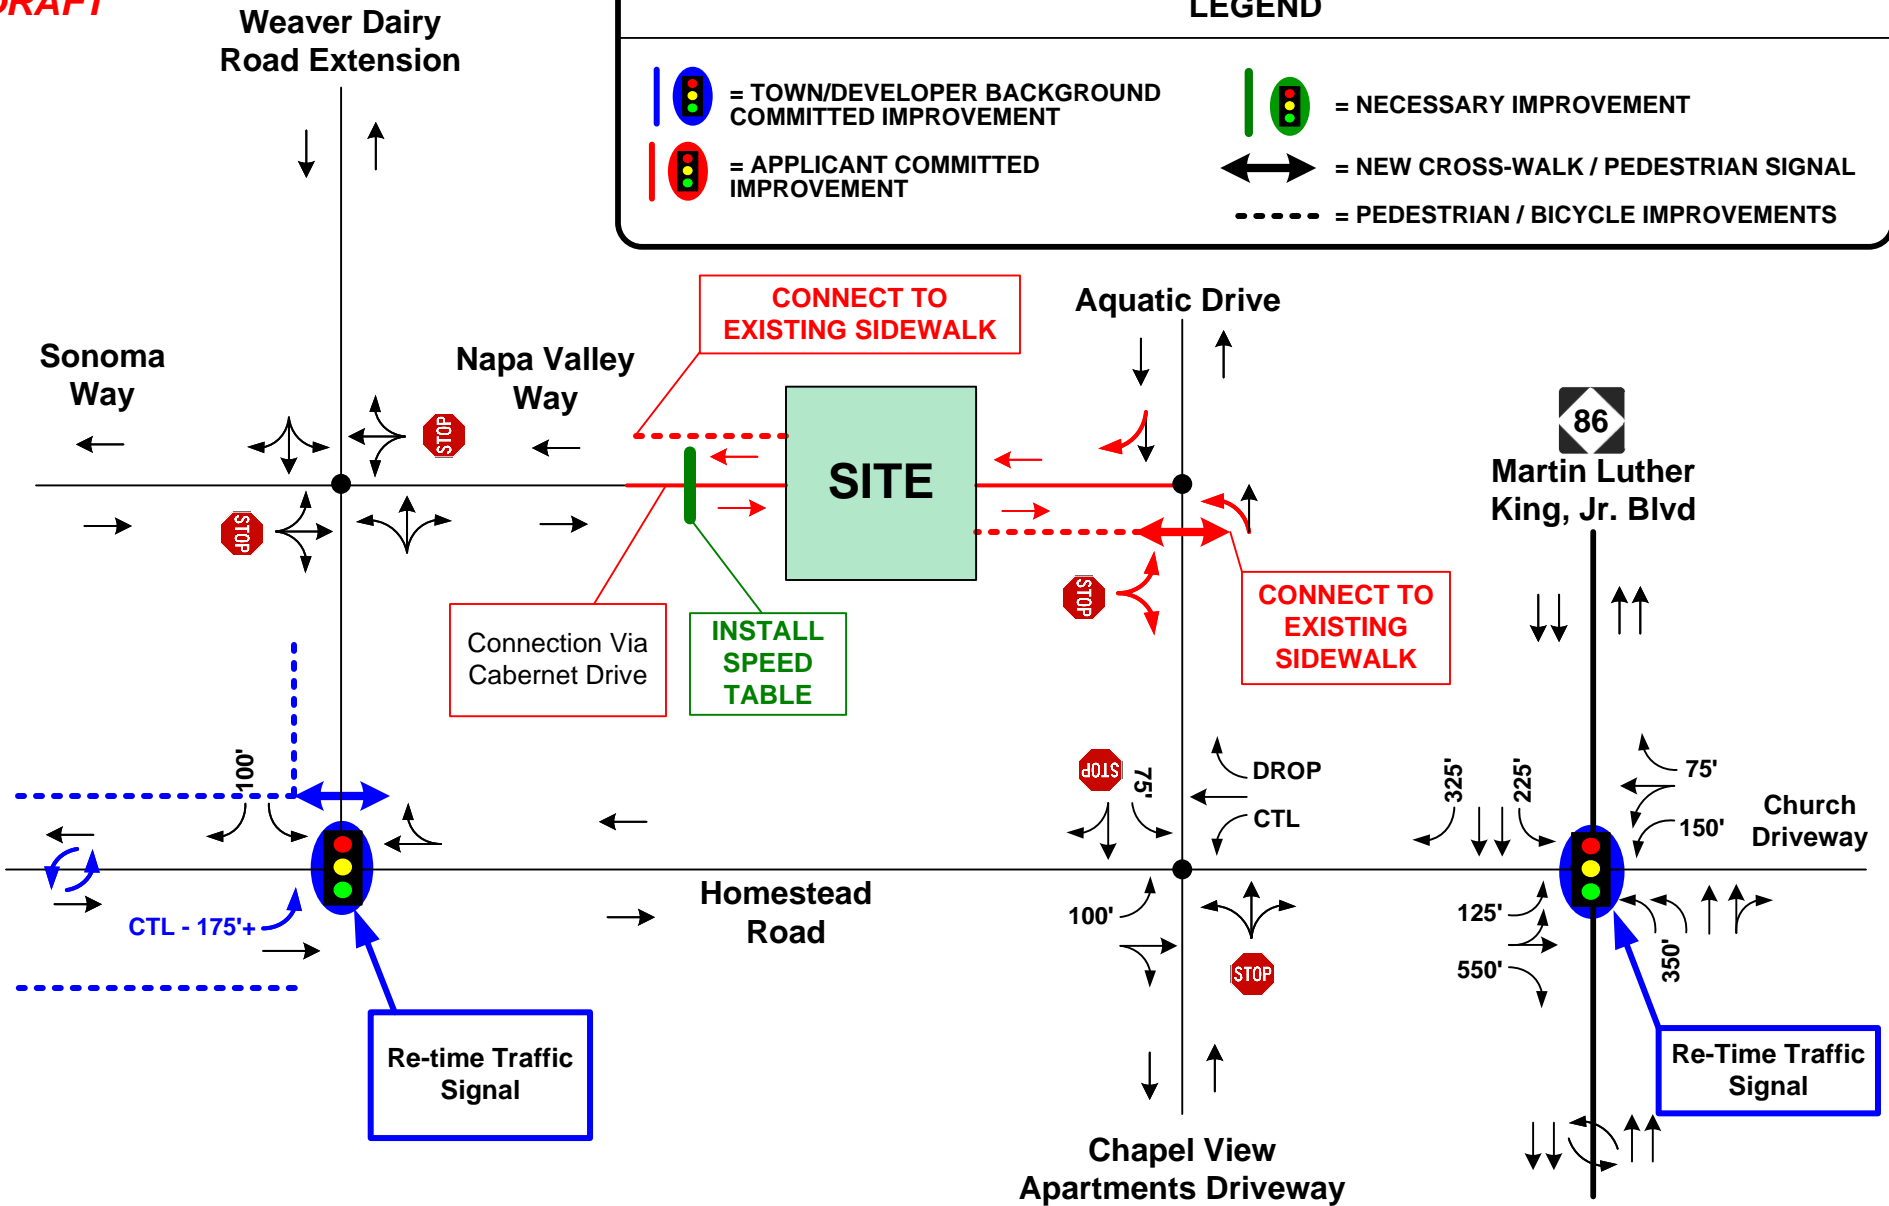 DRAFT
LEGEND
= TOWN/DEVELOPER BACKGROUND
COMMITTED IMPROVEMENT
= APPLICANT COMMITTED
IMPROVEMENT
= NECESSARY IMPROVEMENT
= NEW CROSS-WALK / PEDESTRIAN SIGNAL
= PEDESTRIAN / BICYCLE IMPROVEMENTS
Weaver Dairy
Road Extension
CONNECT TO
EXISTING SIDEWALK
Aquatic Drive
Sonoma
Way
Napa Valley
Way
STOP
SITE
86
Martin Luther
King, Jr. Blvd
STOP
STOP
CONNECT TO
EXISTING
SIDEWALK
Connection Via
Cabernet Drive
INSTALL
SPEED
TABLE
100'
STOP
75'
DROP
CTL
325'
225'
75'
150'
Church
Driveway
CTL - 175'+
Homestead
Road
100'
STOP
125'
550'
350'
Re-time Traffic
Signal
Re-Time Traffic
Signal
Chapel View
Apartments Driveway